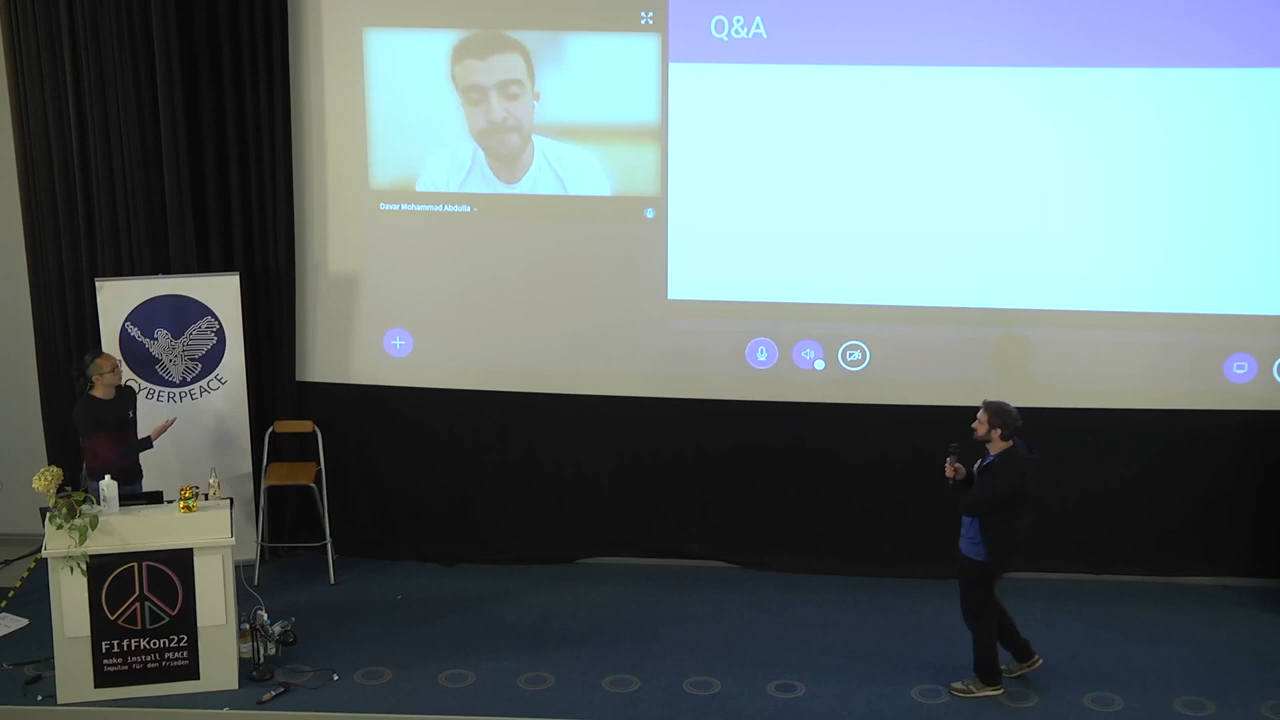 Q&A
Davar Mohammad Abdulla
CYBERPEACE
FIfFKon22
make install PEACE
Impulse für den Frieden